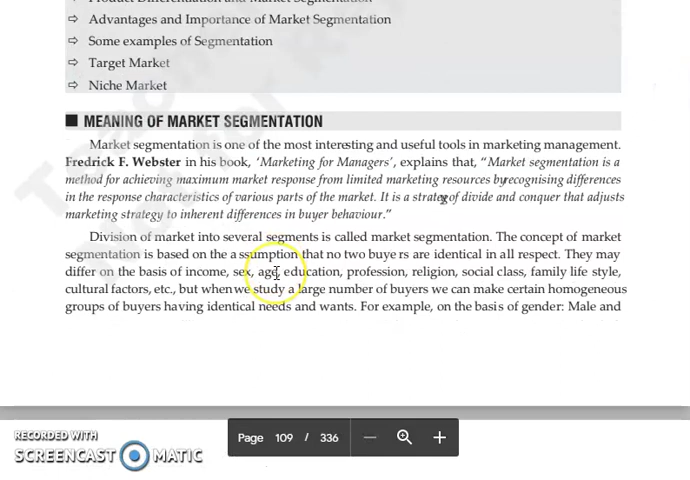 Product Differentiation and Market Segmentation
⇨ Advantages and Importance of Market Segmentation
⇨ Some examples of Segmentation
⇨ Target Market
⇨ Niche Market
■ MEANING OF MARKET SEGMENTATION
Market segmentation is one of the most interesting and useful tools in marketing management.
Fredrick F. Webster in his book, ‘Marketing for Managers’, explains that, “Market segmentation is a
method for achieving maximum market response from limited marketing resources by recognising differences
in the response characteristics of various parts of the market. It is a strategy of divide and conquer that adjusts
marketing strategy to inherent differences in buyer behaviour.”
Division of market into several segments is called market segmentation. The concept of market
segmentation is based on the assumption that no two buyers are identical in all respect. They may
differ on the basis of income, sex, age, education, profession, religion, social class, family life style,
cultural factors, etc., but when we study a large number of buyers we can make certain homogeneous
groups of buyers having identical needs and wants. For example, on the basis of gender: Male and
Page 109 / 336
RECORDED WITH
SCREENCAST MATIC